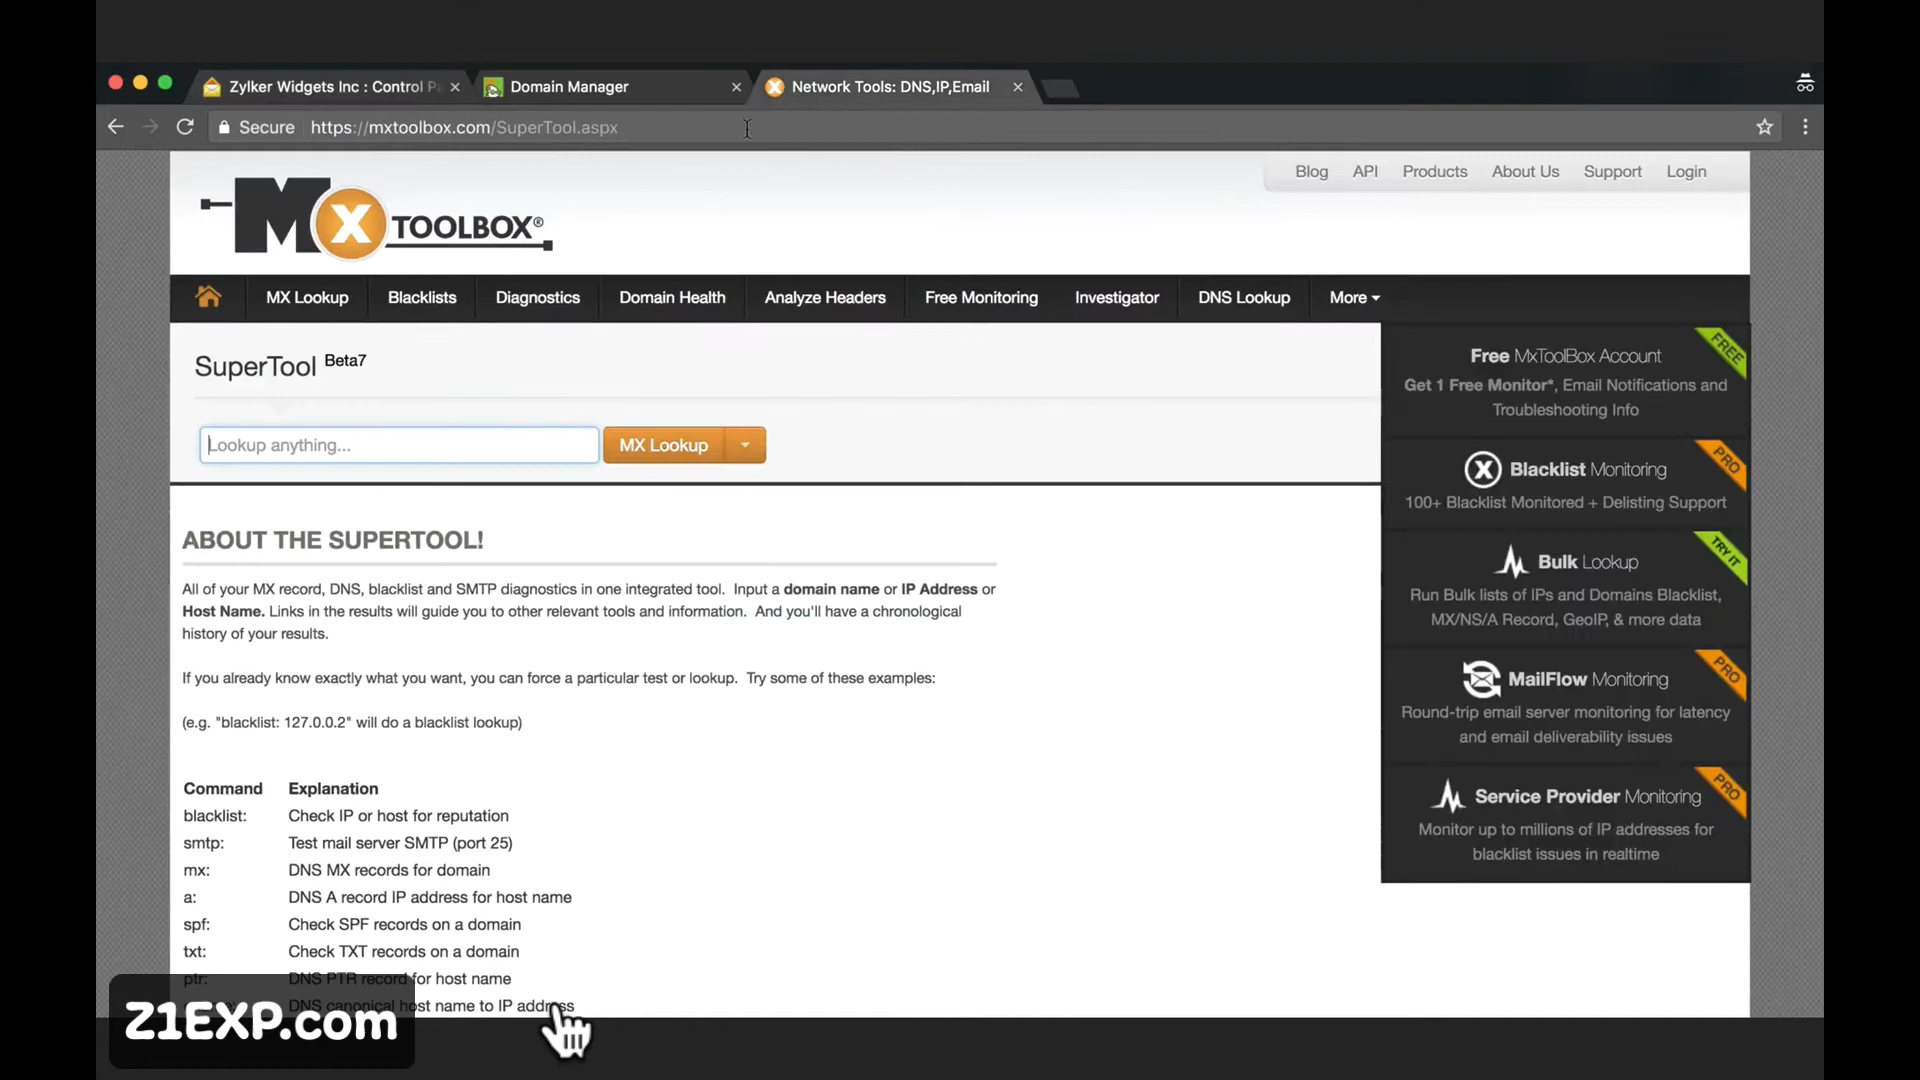 Zylker Widgets Inc : Control Pa
Domain Manager
Network Tools: DNS,IP,Email
Secure https://mxtoolbox.com/SuperTool.aspx
Blog API Products About Us Support Login
MX TOOLBOX®
MX Lookup Blacklists Diagnostics Domain Health Analyze Headers Free Monitoring Investigator DNS Lookup More
SuperTool Beta7
Lookup anything...
MX Lookup
ABOUT THE SUPERTOOL!
All of your MX record, DNS, blacklist and SMTP diagnostics in one integrated tool. Input a domain name or IP Address or
Host Name. Links in the results will guide you to other relevant tools and information. And you'll have a chronological
history of your results.
If you already know exactly what you want, you can force a particular test or lookup. Try some of these examples:
(e.g. "blacklist: 127.0.0.2" will do a blacklist lookup)
Command Explanation
blacklist: Check IP or host for reputation
smtp: Test mail server SMTP (port 25)
mx: DNS MX records for domain
a: DNS A record IP address for host name
spf: Check SPF records on a domain
txt: Check TXT records on a domain
ptr: DNS PTR record for host name
DNS canonical host name to IP address
Free MxToolBox Account
FREE
Get 1 Free Monitor*, Email Notifications and
Troubleshooting Info
Blacklist Monitoring
PRO
100+ Blacklist Monitored + Delisting Support
Bulk Lookup
TRY IT
Run Bulk lists of IPs and Domains Blacklist,
MX/NS/A Record, GeoIP, & more data
MailFlow Monitoring
PRO
Round-trip email server monitoring for latency
and email deliverability issues
Service Provider Monitoring
PRO
Monitor up to millions of IP addresses for
blacklist issues in realtime
Z1EXP.com